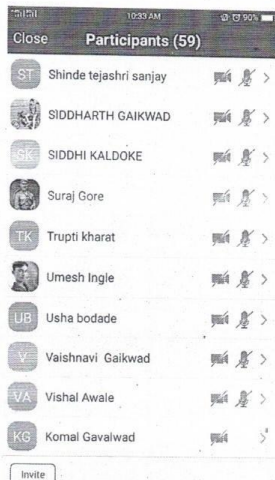 10:33 AM 90%
Close Participants (59)
ST Shinde tejashri sanjay
SIDDHARTH GAIKWAD
SK SIDDHI KALDOKE
Suraj Gore
TK Trupti kharat
Umesh Ingle
UB Usha bodade
V Vaishnavi Gaikwad
VA Vishal Awale
KG Komal Gavalwad
Invite